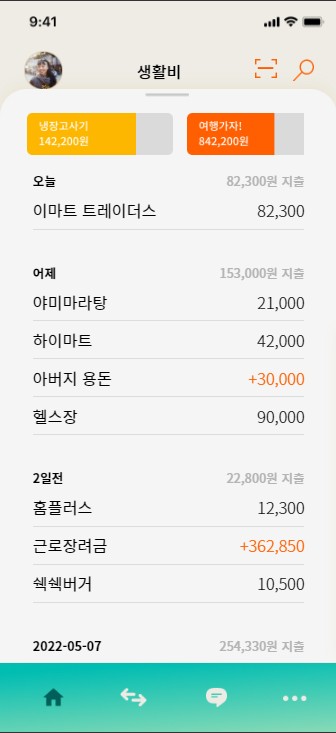 9:41
생활비
냉장고사기 여행가자!
142,200원 842,200원
오늘 82,300원 지출
이마트 트레이더스 82,300
어제 153,000원 지출
야미마라탕 21,000
하이마트 42,000
아버지 용돈 +30,000
헬스장 90,000
2일전 22,800원 지출
홈플러스 12,300
근로장려금 +362,850
쉑쉑버거 10,500
2022-05-07 254,330원 지출